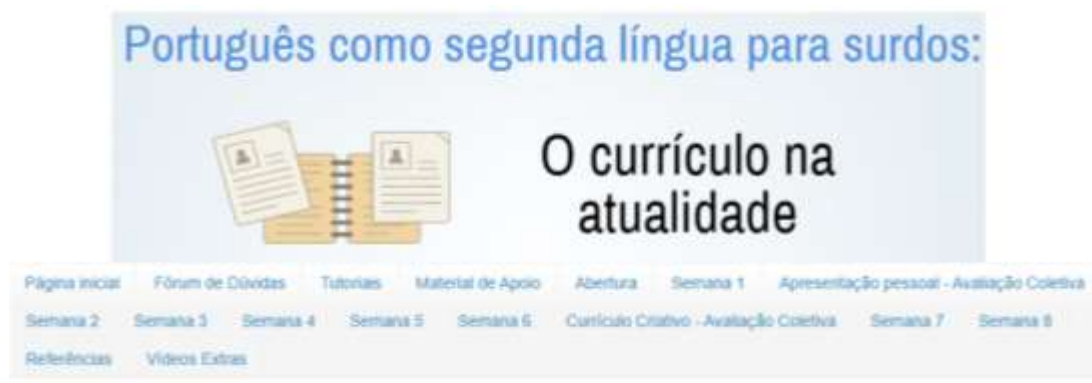 Português como segunda língua para surdos:
O currículo na
atualidade
Página inicial Fórum de Dúvidas Tutoriais Material de Apoio Abertura Semana 1 Apresentação pessoal - Avaliação Coletiva
Semana 2 Semana 3 Semana 4 Semana 5 Semana 6 Currículo Criativo - Avaliação Coletiva Semana 7 Semana 8
Referências Vídeos Extras